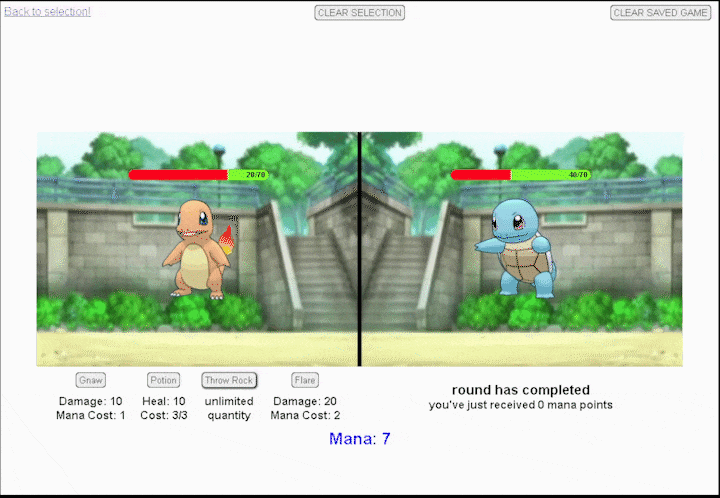 Back to selection!
CLEAR SELECTION
CLEAR SAVED GAME
20/70
40/70
Gnaw
Potion
Throw Rock
Flare
Damage: 10
Heal: 10
unlimited
Damage: 20
Mana Cost: 1
Cost: 3/3
quantity
Mana Cost: 2
round has completed
you've just received 0 mana points
Mana: 7